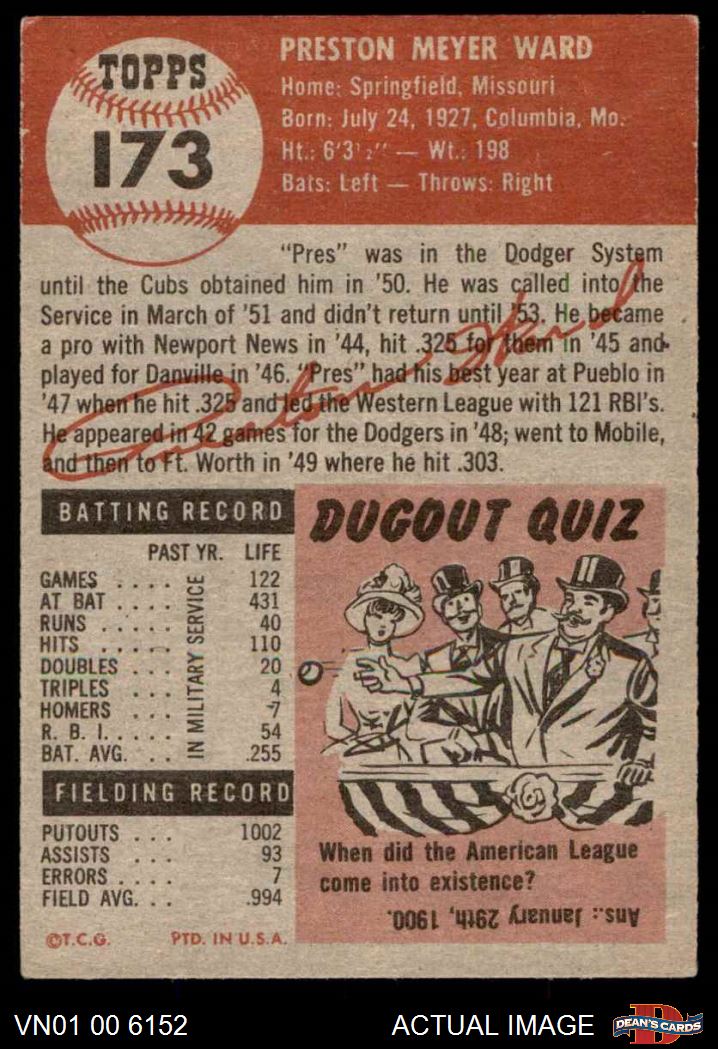 TOPPS
173
PRESTON MEYER WARD
Home: Springfield, Missouri
Born: July 24, 1927, Columbia, Mo.
Ht.: 6'3 1/2" — Wt.: 198
Bats: Left — Throws: Right
"Pres" was in the Dodger System
until the Cubs obtained him in '50. He was called into the
Service in March of '51 and didn't return until '53. He became
a pro with Newport News in '44, hit .325 for them in '45 and
played for Danville in '46. "Pres" had his best year at Pueblo in
'47 when he hit .325 and led the Western League with 121 RBI's.
He appeared in 42 games for the Dodgers in '48; went to Mobile,
and then to Ft. Worth in '49 where he hit .303.
Preston Ward
BATTING RECORD
PAST YR. LIFE
GAMES .... 122
AT BAT .... 431
RUNS ..... 40
HITS ..... 110
DOUBLES ... 20
TRIPLES ... 4
HOMERS ... 7
R. B. I. .... 54
BAT. AVG. .. .255
IN MILITARY SERVICE
FIELDING RECORD
PUTOUTS ... 1002
ASSISTS ... 93
ERRORS .... 7
FIELD AVG. .. .994
©T.C.G. PTD. IN U.S.A.
DUGOUT QUIZ
When did the American League
come into existence?
Ans.: January 29th, 1900.
VN01 00 6152
ACTUAL IMAGE
DEAN'S CARDS